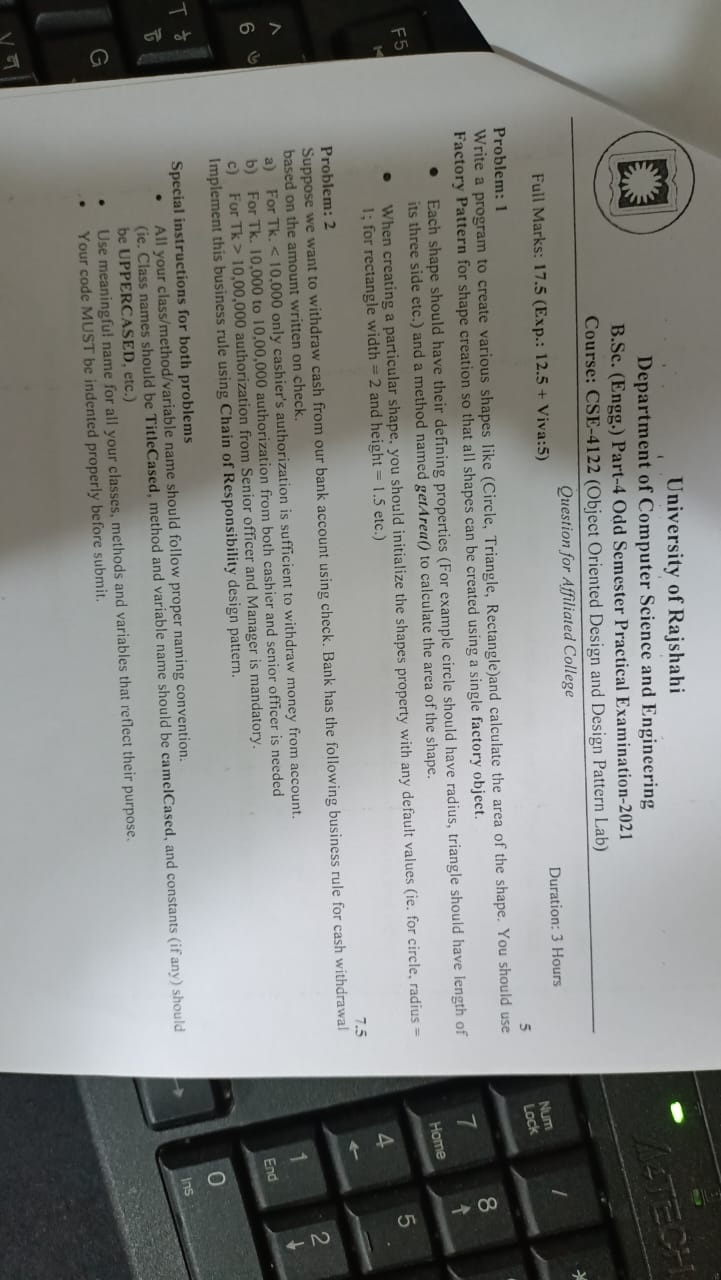 University of Rajshahi
Department of Computer Science and Engineering
B.Sc. (Engg.) Part-4 Odd Semester Practical Examination-2021
Course: CSE-4122 (Object Oriented Design and Design Pattern Lab)
Question for Affiliated College
Full Marks: 17.5 (Exp.: 12.5 + Viva:5)
Duration: 3 Hours
Problem: 1
5
Write a program to create various shapes like (Circle, Triangle, Rectangle)and calculate the area of the shape. You should use
Factory Pattern for shape creation so that all shapes can be created using a single factory object.
• Each shape should have their defining properties (For example circle should have radius, triangle should have length of
its three side etc.) and a method named getArea() to calculate the area of the shape.
• When creating a particular shape, you should initialize the shapes property with any default values (ie. for circle, radius =
1; for rectangle width = 2 and height = 1.5 etc.)
Problem: 2
7.5
Suppose we want to withdraw cash from our bank account using check. Bank has the following business rule for cash withdrawal
based on the amount written on check.
a) For Tk. < 10,000 only cashier's authorization is sufficient to withdraw money from account.
b) For Tk. 10,000 to 10,00,000 authorization from both cashier and senior officer is needed
c) For Tk > 10,00,000 authorization from Senior officer and Manager is mandatory.
Implement this business rule using Chain of Responsibility design pattern.
Special instructions for both problems
• All your class/method/variable name should follow proper naming convention.
(ie. Class names should be TitleCased, method and variable name should be camelCased, and constants (if any) should
be UPPERCASED, etc.)
• Use meaningful name for all your classes, methods and variables that reflect their purpose.
• Your code MUST be indented properly before submit.
A4TECH
Num
Lock
/
*
7
Home
8
↑
4
←
5
1
End
2
↓
0
Ins
F5
^
6 ৬
T
ট
G
V